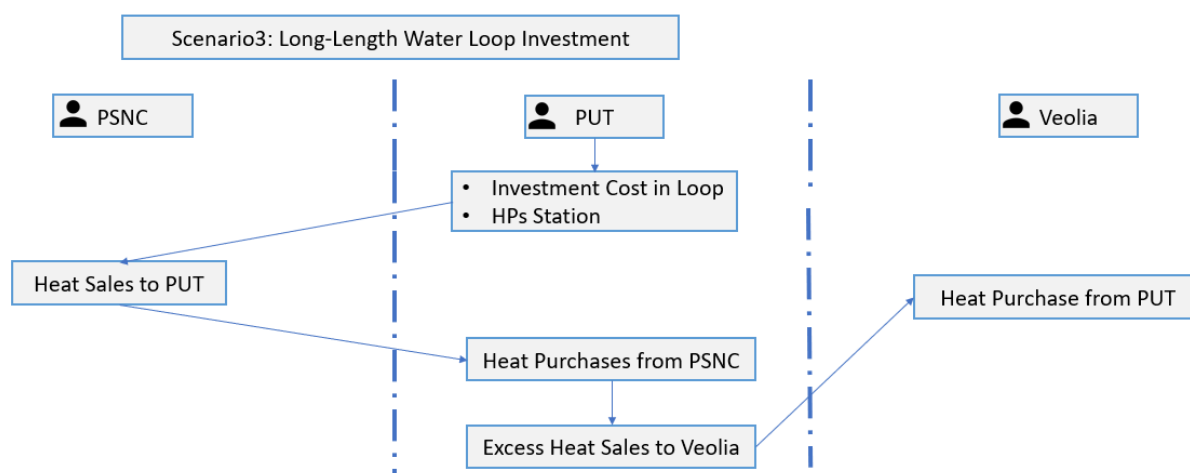 Scenario3: Long-Length Water Loop Investment
PSNC
PUT
Veolia
• Investment Cost in Loop
• HPs Station
Heat Sales to PUT
Heat Purchase from PUT
Heat Purchases from PSNC
Excess Heat Sales to Veolia